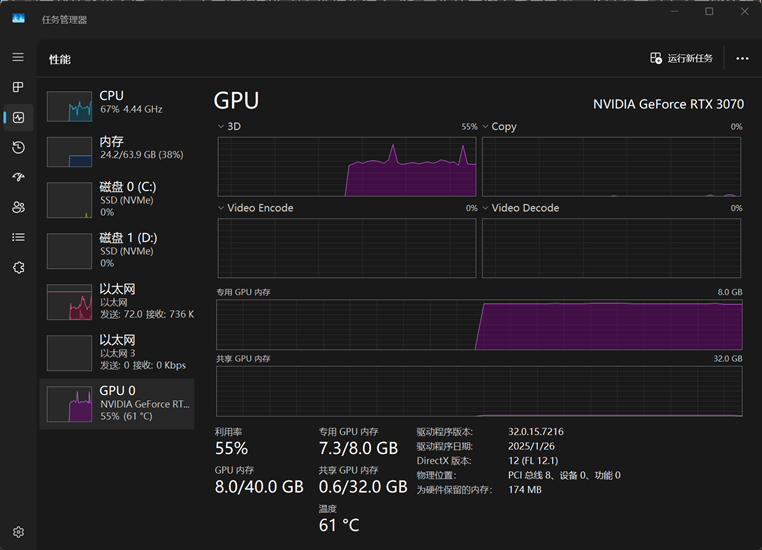 任务管理器
性能
运行新任务
CPU
67% 4.44 GHz
内存
24.2/63.9 GB (38%)
磁盘 0 (C:)
SSD (NVMe)
0%
磁盘 1 (D:)
SSD (NVMe)
0%
以太网
以太网
发送: 72.0 接收: 736 K
以太网
以太网 3
发送: 0 接收: 0 Kbps
GPU 0
NVIDIA GeForce RT...
55% (61 °C)
GPU
NVIDIA GeForce RTX 3070
3D 55%
Copy 0%
Video Encode 0%
Video Decode 0%
专用 GPU 内存 8.0 GB
共享 GPU 内存 32.0 GB
利用率
55%
专用 GPU 内存
7.3/8.0 GB
GPU 内存
8.0/40.0 GB
共享 GPU 内存
0.6/32.0 GB
温度
61 °C
驱动程序版本: 32.0.15.7216
驱动程序日期: 2025/1/26
DirectX 版本: 12 (FL 12.1)
物理位置: PCI 总线 8、设备 0、功能 0
为硬件保留的内存: 174 MB